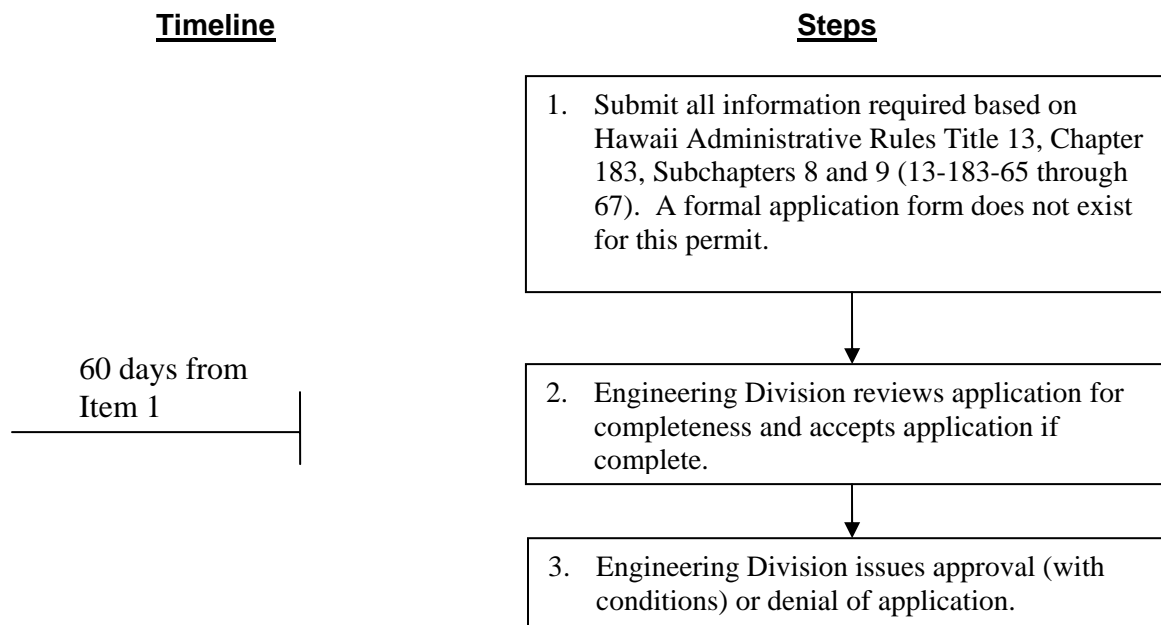 Timeline
Steps
1. Submit all information required based on
Hawaii Administrative Rules Title 13, Chapter
183, Subchapters 8 and 9 (13-183-65 through
67). A formal application form does not exist
for this permit.
60 days from
Item 1
2. Engineering Division reviews application for
completeness and accepts application if
complete.
3. Engineering Division issues approval (with
conditions) or denial of application.